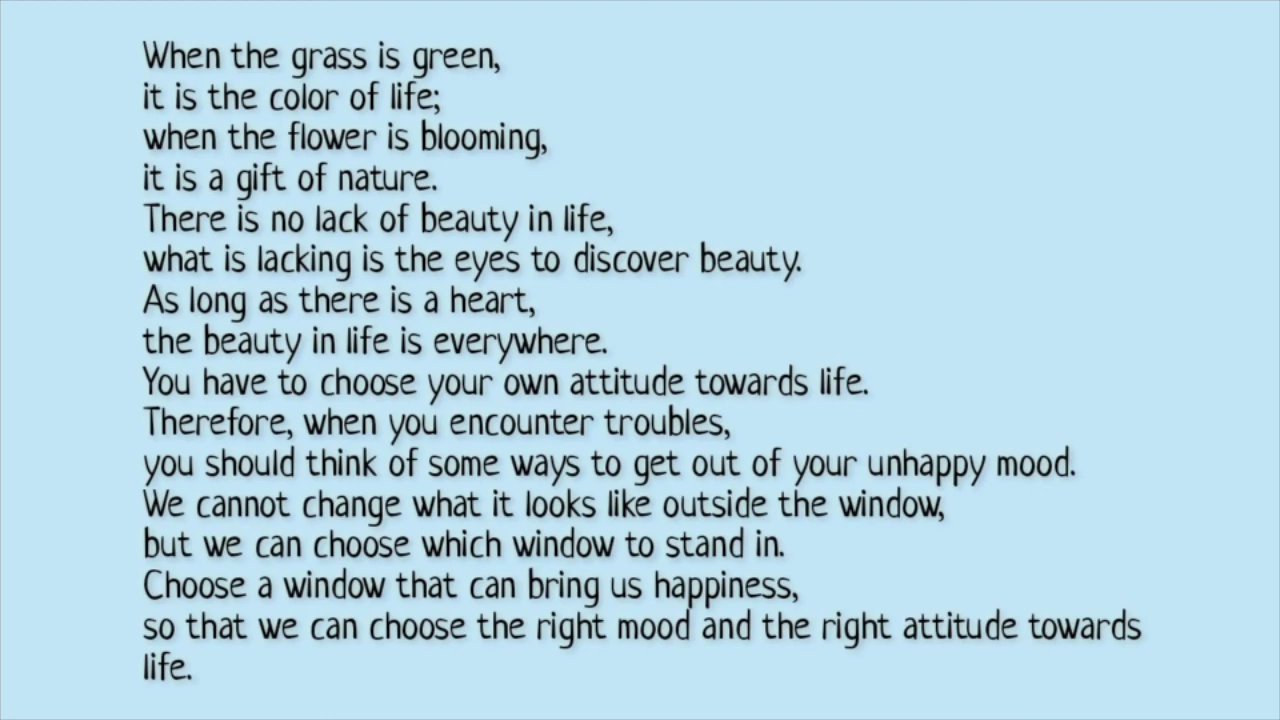 When the grass is green,
it is the color of life;
when the flower is blooming,
it is a gift of nature.
There is no lack of beauty in life,
what is lacking is the eyes to discover beauty.
As long as there is a heart,
the beauty in life is everywhere.
You have to choose your own attitude towards life.
Therefore, when you encounter troubles,
you should think of some ways to get out of your unhappy mood.
We cannot change what it looks like outside the window,
but we can choose which window to stand in.
Choose a window that can bring us happiness,
so that we can choose the right mood and the right attitude towards
life.